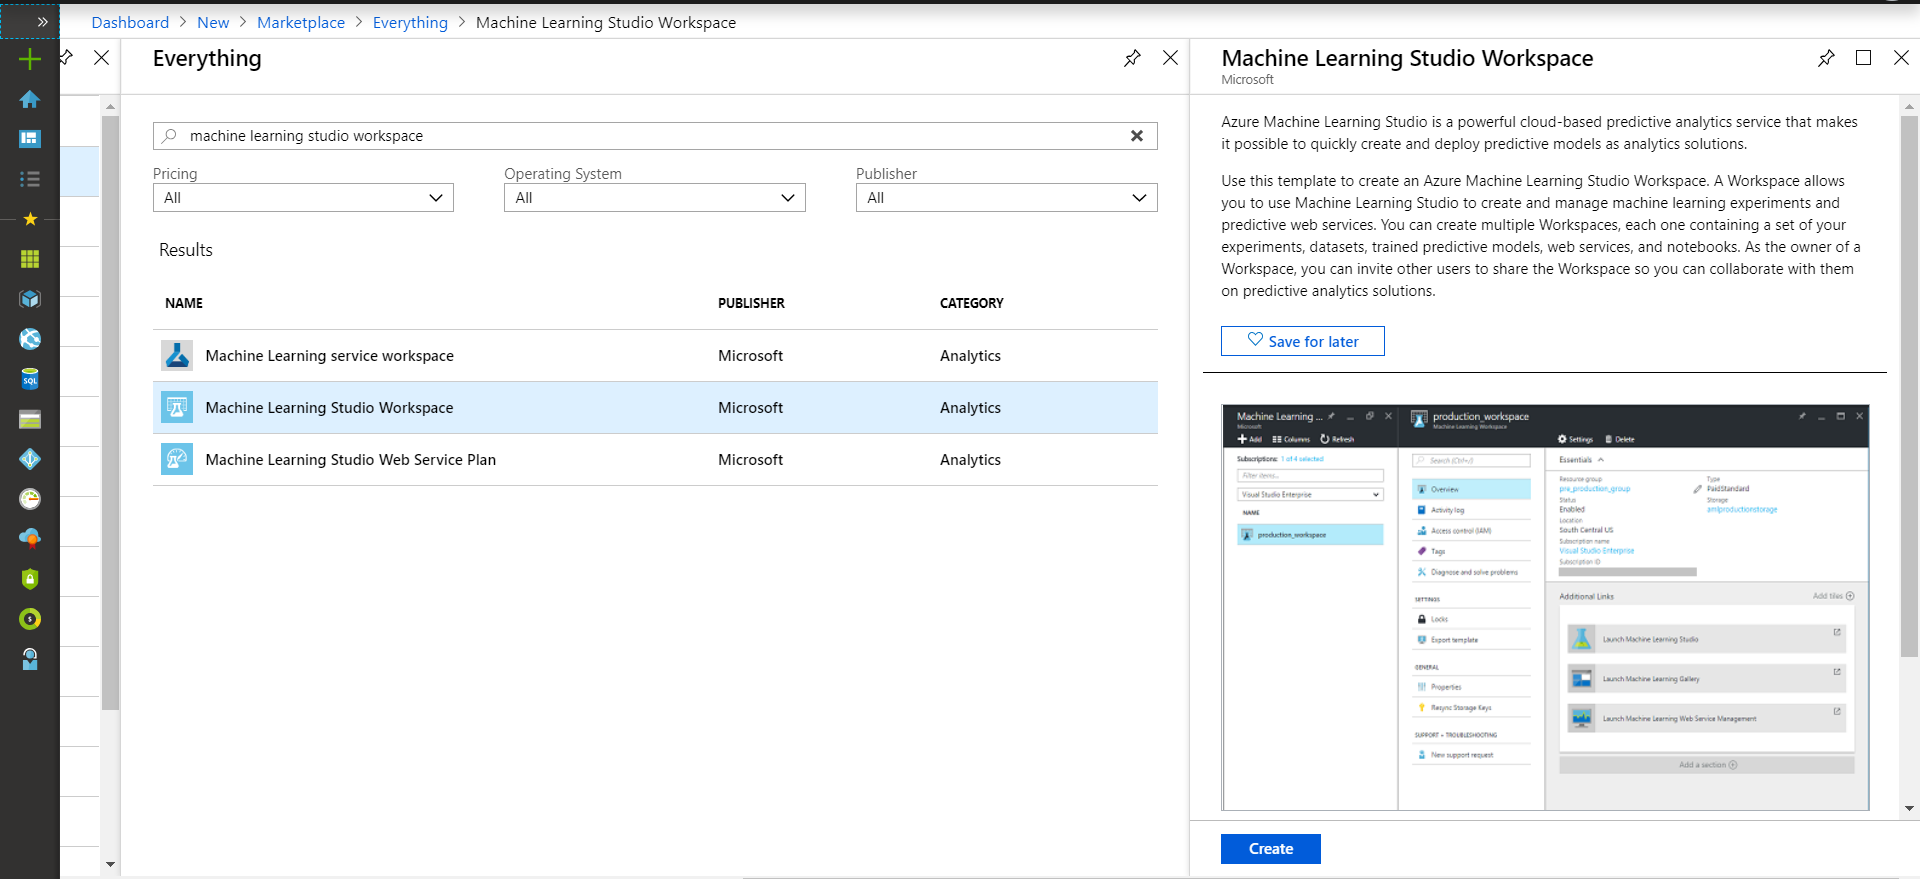 Dashboard > New > Marketplace > Everything > Machine Learning Studio Workspace
Everything
machine learning studio workspace
Pricing
All
Operating System
All
Publisher
All
Results
NAME PUBLISHER CATEGORY
Machine Learning service workspace Microsoft Analytics
Machine Learning Studio Workspace Microsoft Analytics
Machine Learning Studio Web Service Plan Microsoft Analytics
SQL
Machine Learning Studio Workspace
Microsoft
Azure Machine Learning Studio is a powerful cloud-based predictive analytics service that makes
it possible to quickly create and deploy predictive models as analytics solutions.
Use this template to create an Azure Machine Learning Studio Workspace. A Workspace allows
you to use Machine Learning Studio to create and manage machine learning experiments and
predictive web services. You can create multiple Workspaces, each one containing a set of your
experiments, datasets, trained predictive models, web services, and notebooks. As the owner of a
Workspace, you can invite other users to share the Workspace so you can collaborate with them
on predictive analytics solutions.
Save for later
Machine Learning ...
Microsoft
Add Columns Refresh
Subscriptions: 1 of 4 selected
Filter items...
Visual Studio Enterprise
NAME
production_workspace
production_workspace
Machine Learning Workspace
Settings Delete
Search (Ctrl+/)
Overview
Activity log
Access control (IAM)
Tags
Diagnose and solve problems
SETTINGS
Locks
Export template
GENERAL
Properties
Resync Storage Keys
SUPPORT + TROUBLESHOOTING
New support request
Essentials
Resource group
pre_production_group
Status
Enabled
Location
South Central US
Subscription name
Visual Studio Enterprise
Subscription ID
Type
PaidStandard
Storage
amlproductionstorage
Additional Links Add tiles
Launch Machine Learning Studio
Launch Machine Learning Gallery
Launch Machine Learning Web Service Management
Add a section
Create